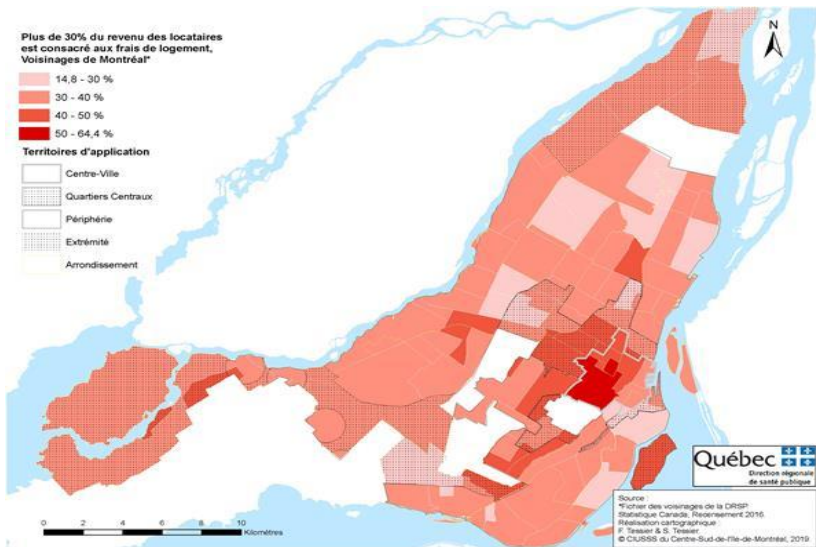 Plus de 30% du revenu des locataires
est consacré aux frais de logement,
Voisinages de Montréal*
14,8 - 30 %
30 - 40 %
40 - 50 %
50 - 64,4 %
Territoires d'application
Centre-Ville
Quartiers Centraux
Périphérie
Extrémité
Arrondissement
N
0 2 4 6 8 10
Kilomètres
Québec
Direction régionale
de santé publique
Source :
*Fichier des voisinages de la DRSP
Statistique Canada, Recensement 2016.
Réalisation cartographique :
F. Tessier & S. Tessier
© CIUSSS du Centre-Sud-de-l'Île-de-Montréal, 2019